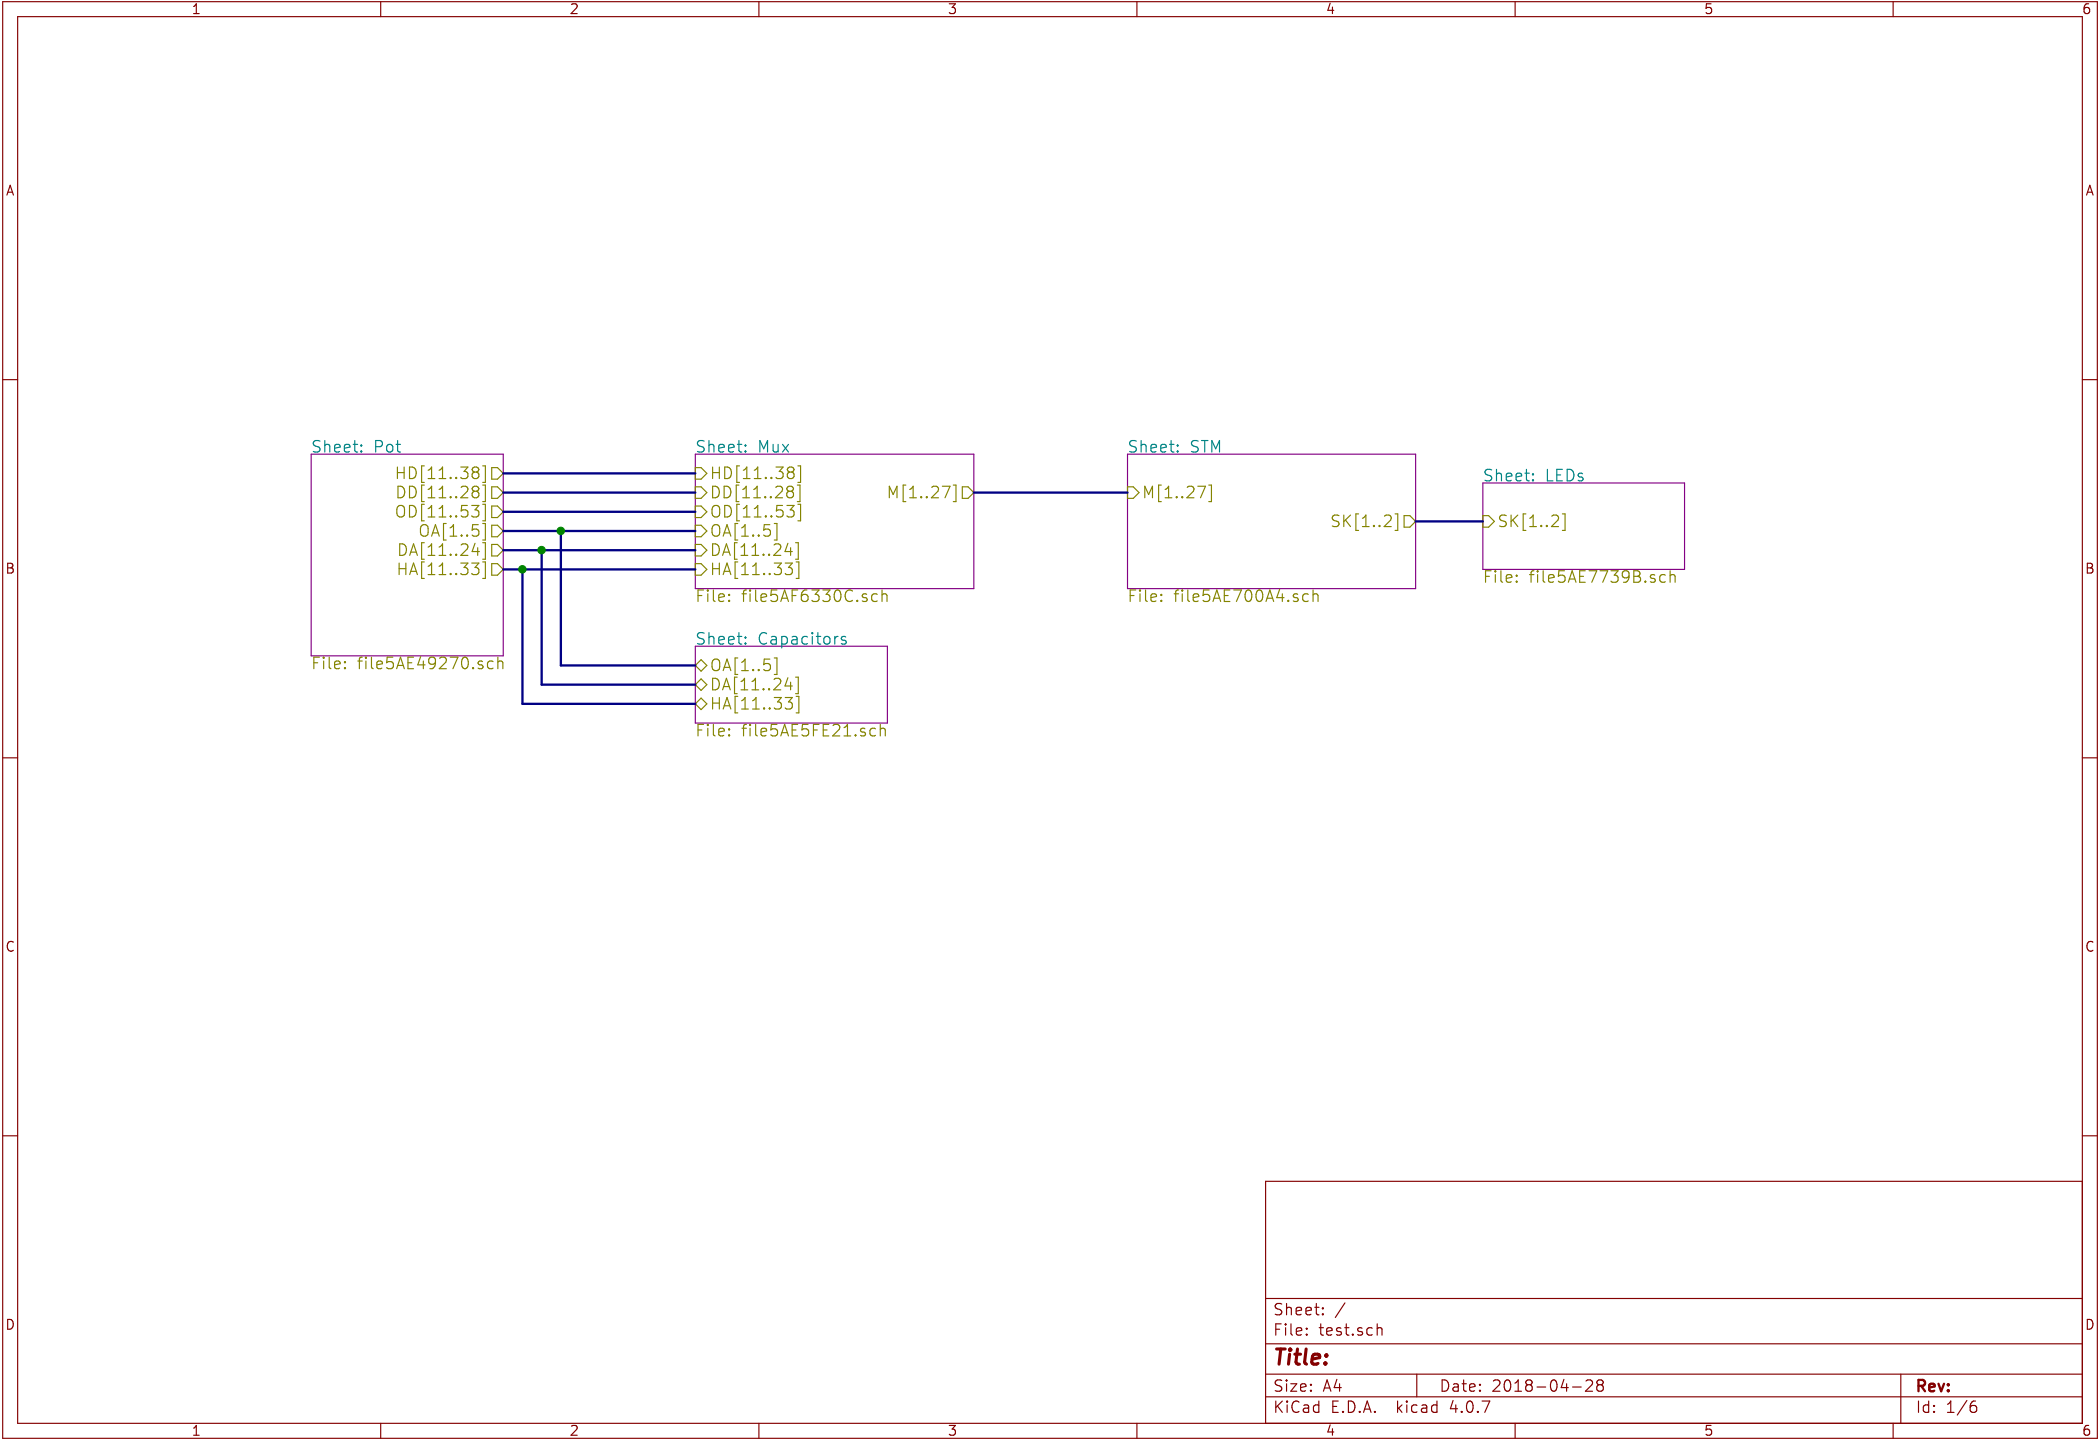 1 2 3 4 5 6
A A
Sheet: Pot
HD[11..38]
DD[11..28]
OD[11..53]
OA[1..5]
DA[11..24]
HA[11..33]
File: file5AE49270.sch
Sheet: Mux
HD[11..38]
DD[11..28]
OD[11..53]
OA[1..5]
DA[11..24]
HA[11..33]
M[1..27]
File: file5AF6330C.sch
Sheet: Capacitors
OA[1..5]
DA[11..24]
HA[11..33]
File: file5AE5FE21.sch
Sheet: STM
M[1..27]
SK[1..2]
File: file5AE700A4.sch
Sheet: LEDs
SK[1..2]
File: file5AE7739B.sch
B B
C C
D D
Sheet: /
File: test.sch
Title:
Size: A4 Date: 2018-04-28 Rev:
KiCad E.D.A. kicad 4.0.7 Id: 1/6
1 2 3 4 5 6